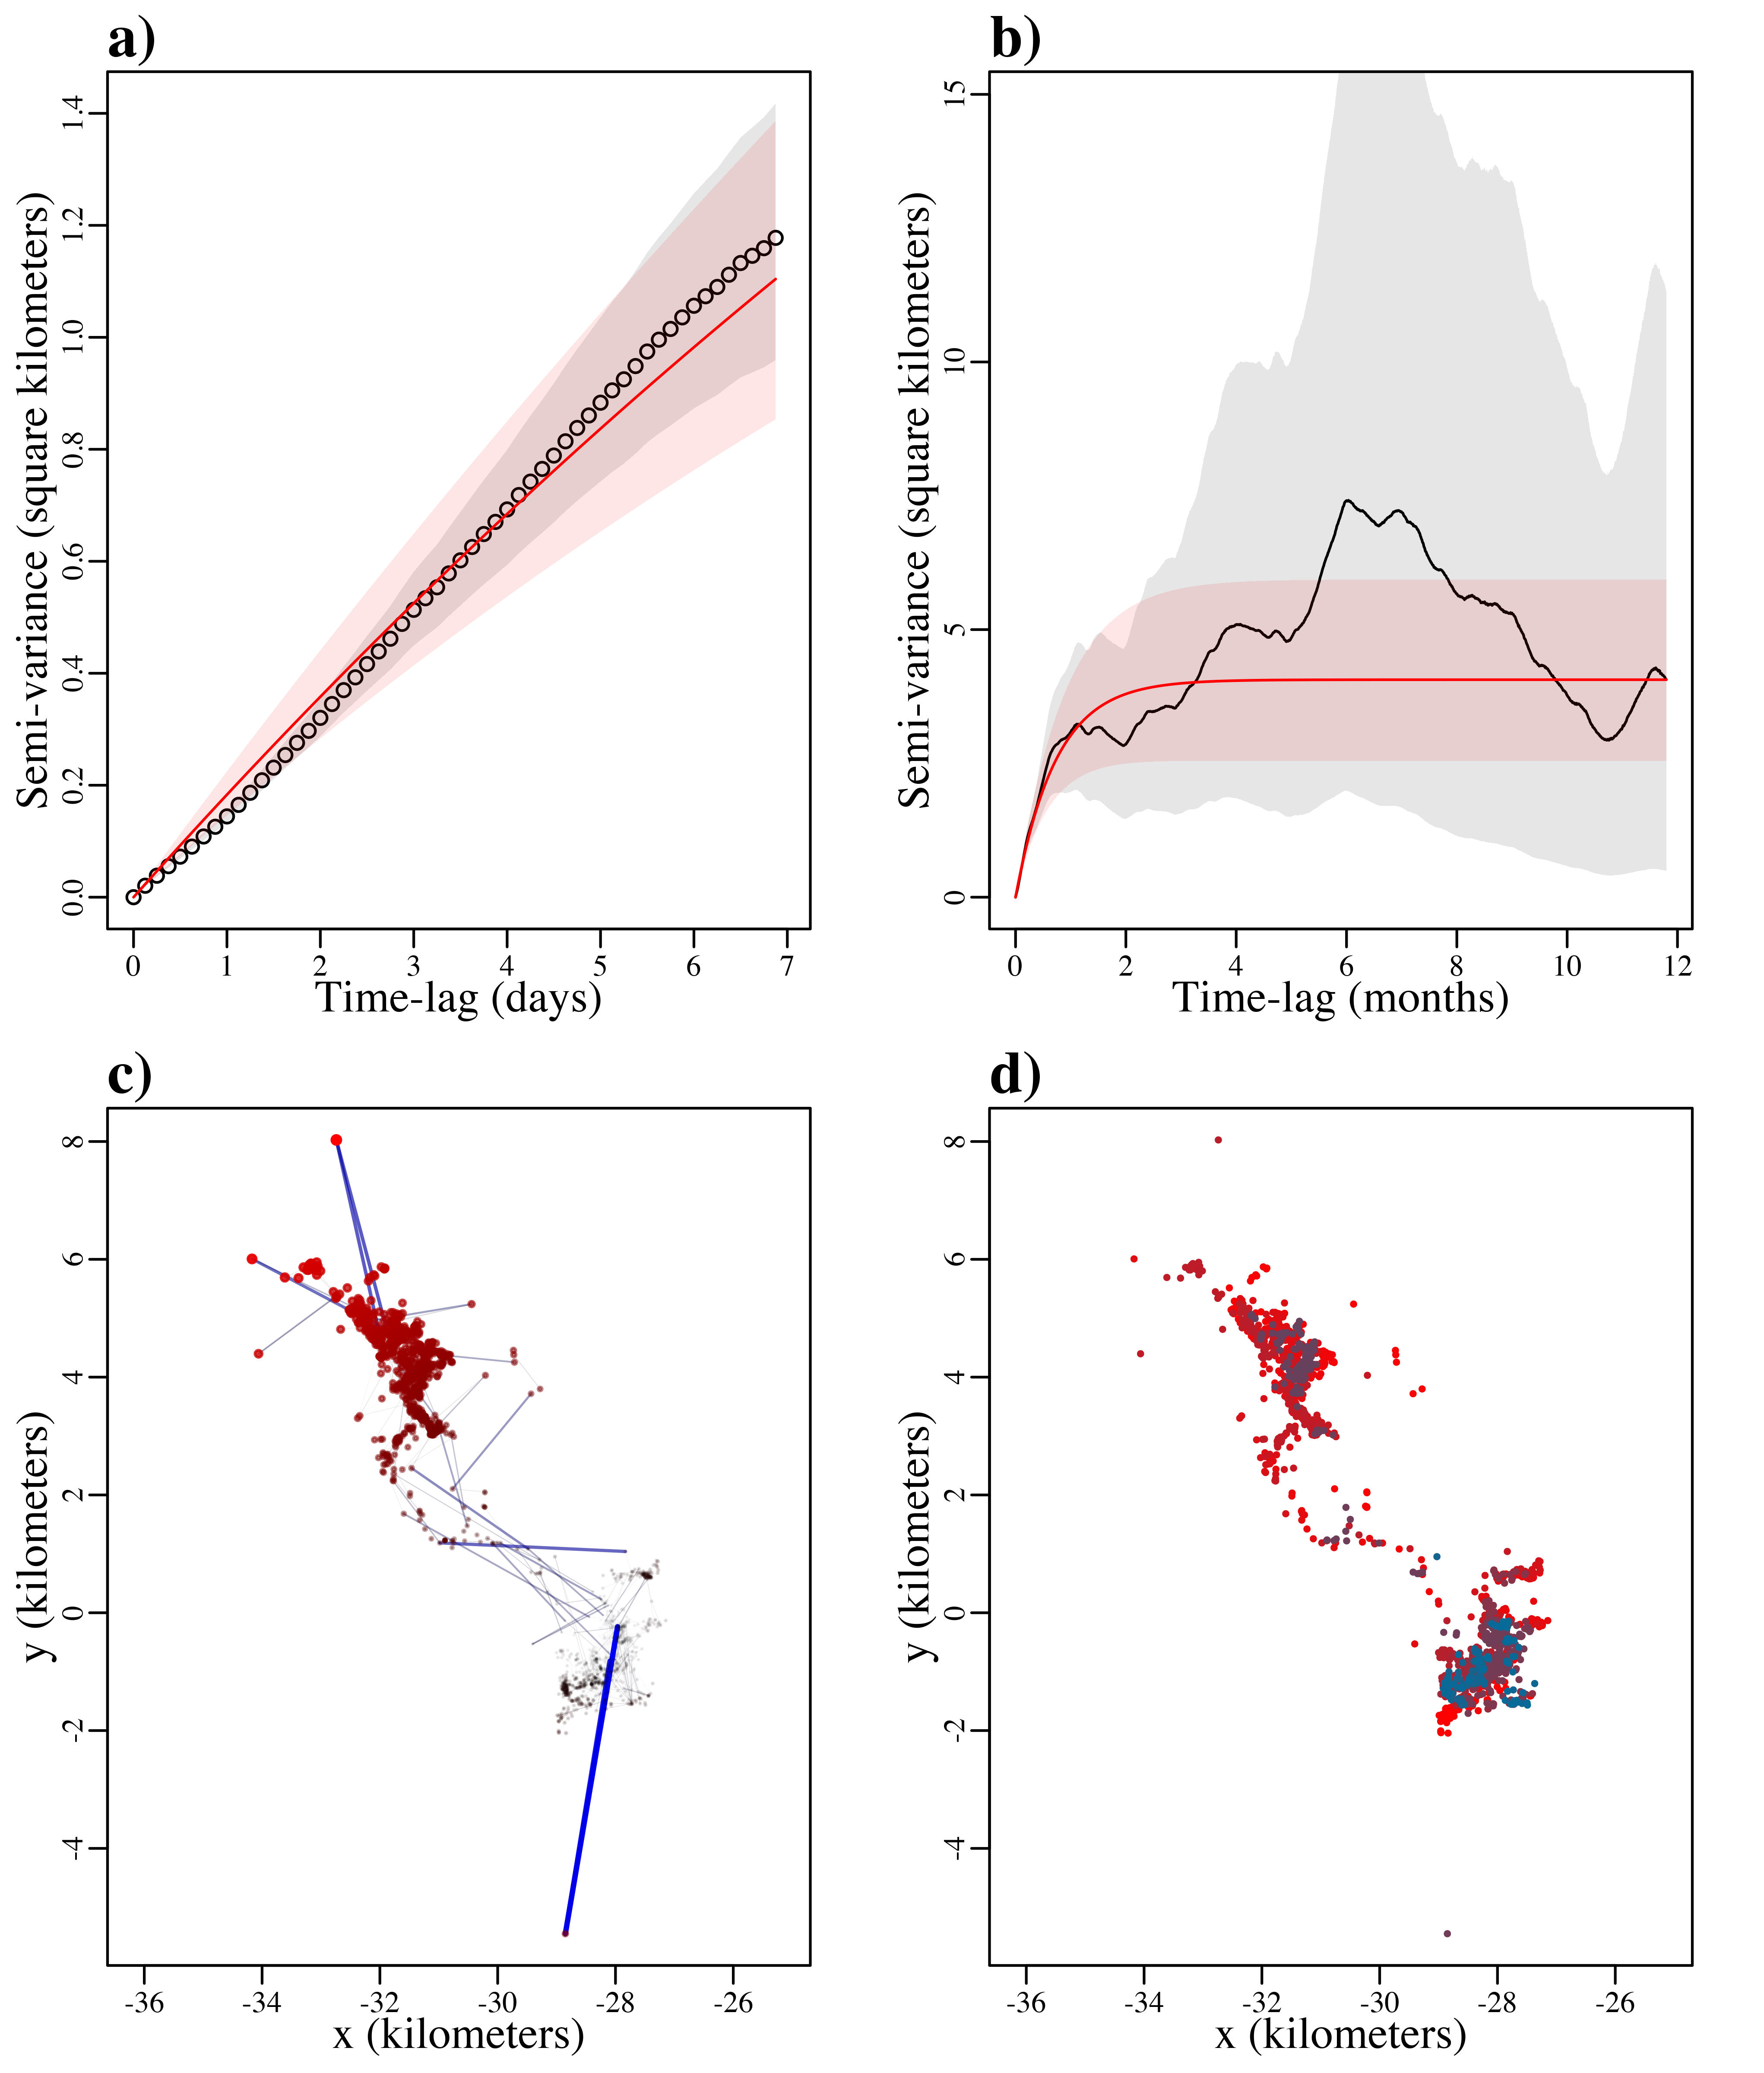 a)
Semi-variance (square kilometers)
0.0 0.2 0.4 0.6 0.8 1.0 1.2 1.4
0 1 2 3 4 5 6 7
Time-lag (days)
b)
Semi-variance (square kilometers)
0 5 10 15
0 2 4 6 8 10 12
Time-lag (months)
c)
y (kilometers)
-4 -2 0 2 4 6 8
-36 -34 -32 -30 -28 -26
x (kilometers)
d)
y (kilometers)
-4 -2 0 2 4 6 8
-36 -34 -32 -30 -28 -26
x (kilometers)